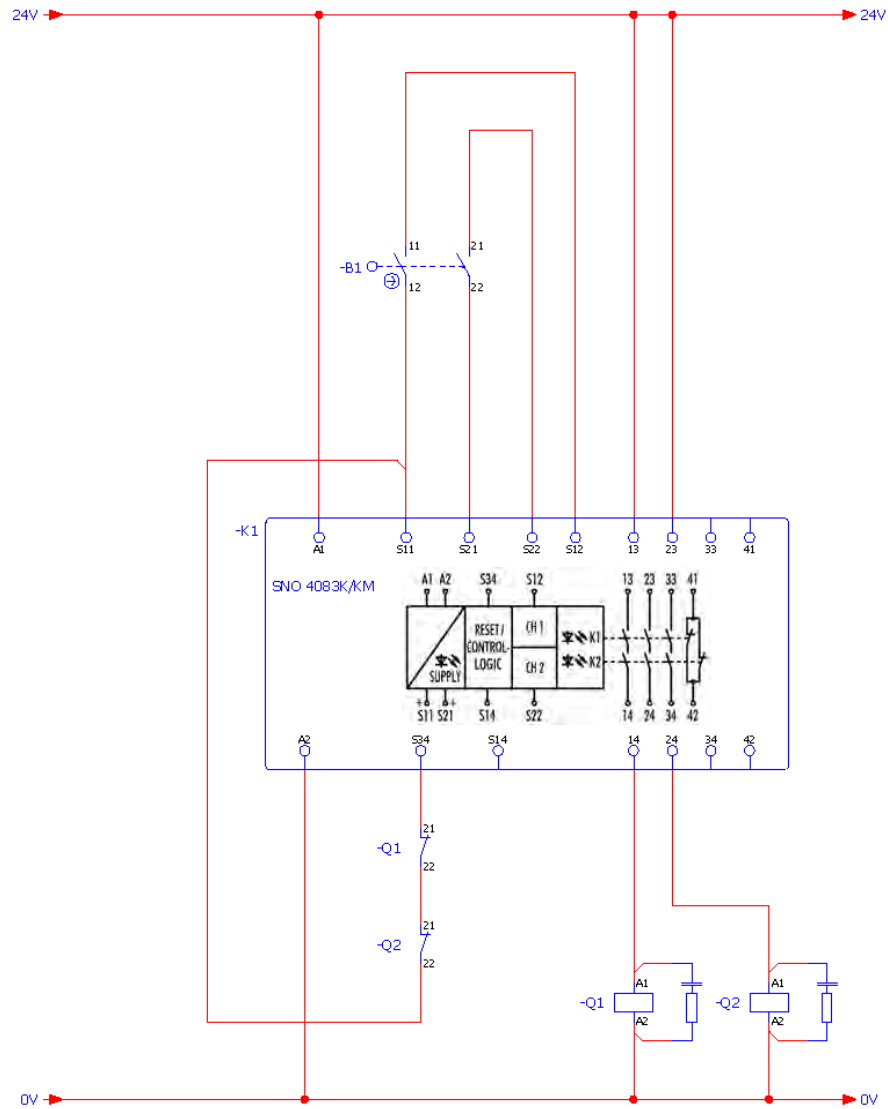 24V 24V
11 21
-B1
12 22
-K1
A1 S11 S21 S22 S12 13 23 33 41
SNO 4083K/KM
A1 A2 S34 S12 13 23 33 41
RESET/ CH 1
CONTROL- K1
LOGIC CH 2 K2
SUPPLY
+ S11 S21 + S14 S22 14 24 34 42
A2 S34 S14 14 24 34 42
21
-Q1
22
21
-Q2
22
A1 A1
-Q1 -Q2
A2 A2
0V 0V